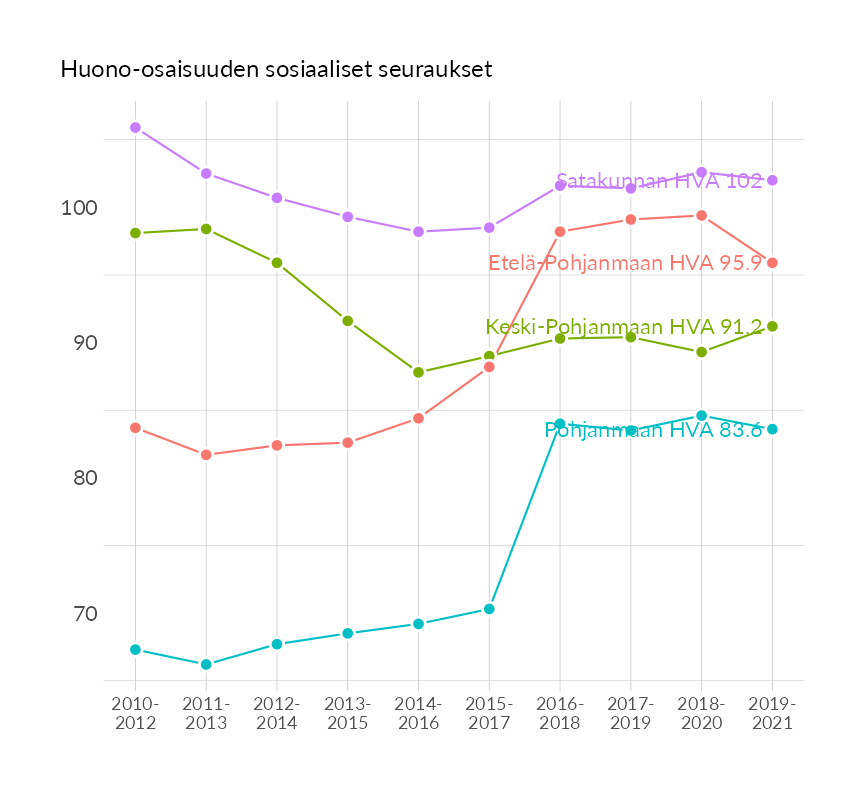 Huono-osaisuuden sosiaaliset seuraukset
Satakunnan HVA 102
100
Etelä-Pohjanmaan HVA 95.9
Keski-Pohjanmaan HVA 91.2
90
Pohjanmaan HVA 83.6
80
70
2010- 2011- 2012- 2013- 2014- 2015- 2016- 2017- 2018- 2019-
2012 2013 2014 2015 2016 2017 2018 2019 2020 2021